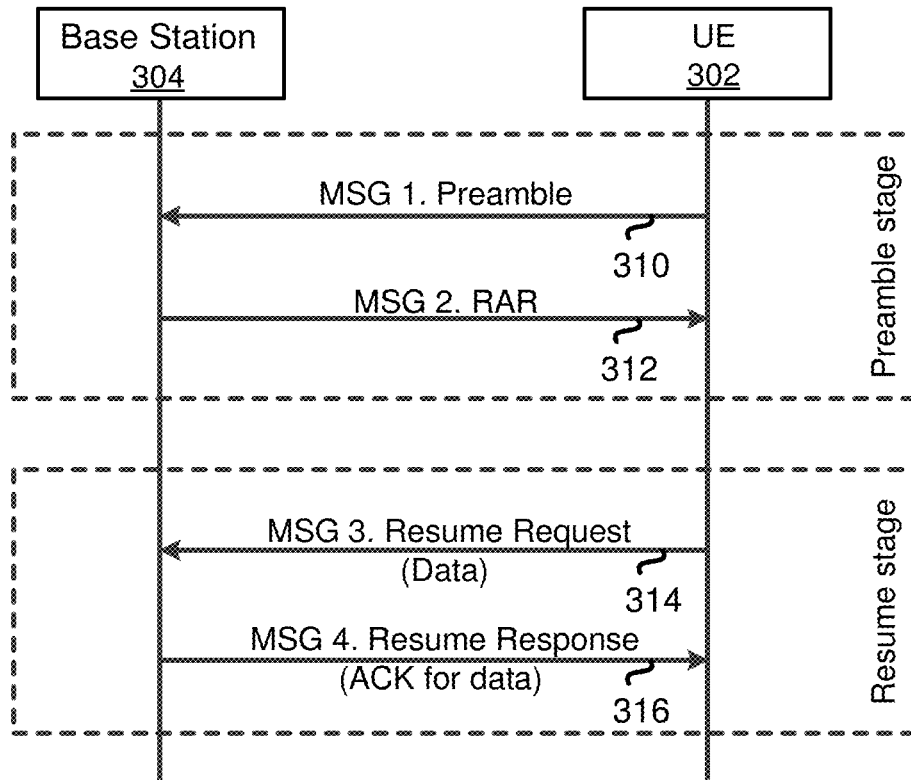 Base Station
304
UE
302
Preamble stage
MSG 1. Preamble
310
MSG 2. RAR
312
Resume stage
MSG 3. Resume Request
(Data)
314
MSG 4. Resume Response
(ACK for data)
316